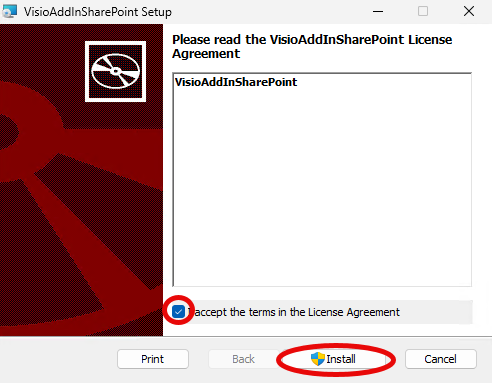 VisioAddInSharePoint Setup
Please read the VisioAddInSharePoint License
Agreement
VisioAddInSharePoint
I accept the terms in the License Agreement
Print
Back
Install
Cancel